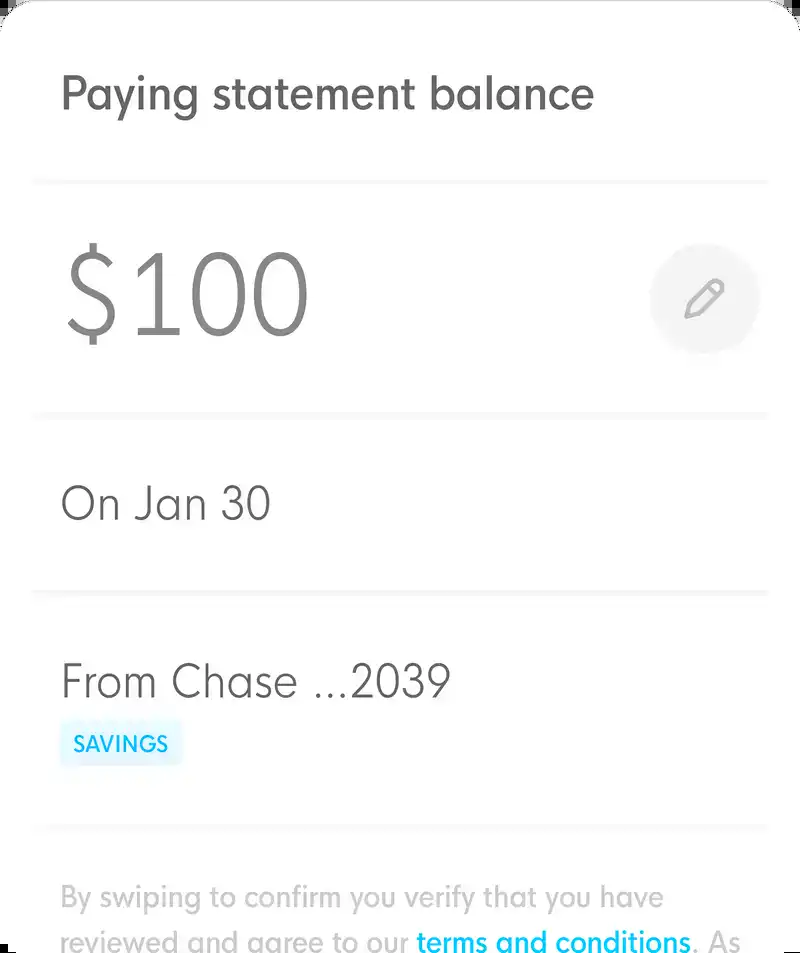 Paying statement balance
$100
On Jan 30
From Chase ...2039
SAVINGS
By swiping to confirm you verify that you have
reviewed and agree to our terms and conditions. As